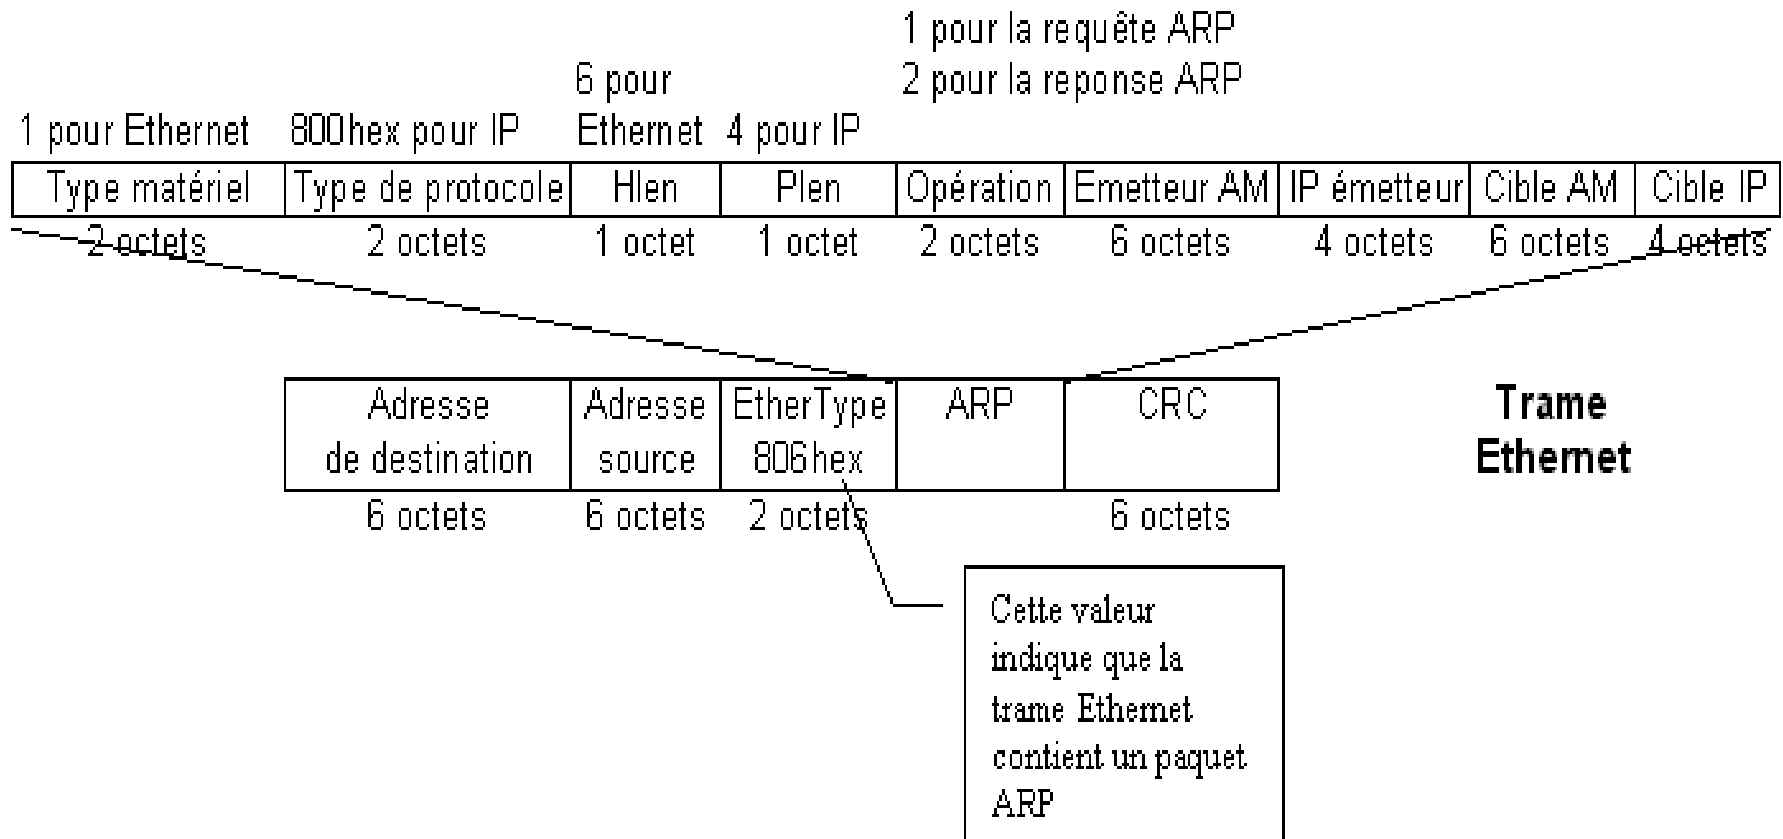 1 pour la requête ARP
2 pour la reponse ARP
6 pour
Ethernet
1 pour Ethernet
800hex pour IP
4 pour IP
Type matériel
Type de protocole
Hlen
Plen
Opération
Emetteur AM
IP émetteur
Cible AM
Cible IP
2 octets
2 octets
1 octet
1 octet
2 octets
6 octets
4 octets
6 octets
4 octets
Adresse
de destination
Adresse
source
EtherType
806hex
ARP
CRC
Trame
Ethernet
6 octets
6 octets
2 octets
6 octets
Cette valeur
indique que la
trame Ethernet
contient un paquet
ARP